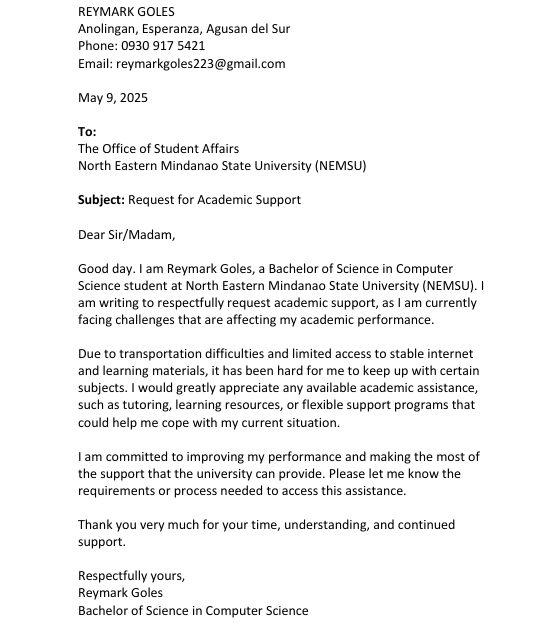 REYMARK GOLES
Anolingan, Esperanza, Agusan del Sur
Phone: 0930 917 5421
Email: reymarkgoles223@gmail.com
May 9, 2025
To:
The Office of Student Affairs
North Eastern Mindanao State University (NEMSU)
Subject: Request for Academic Support
Dear Sir/Madam,
Good day. I am Reymark Goles, a Bachelor of Science in Computer
Science student at North Eastern Mindanao State University (NEMSU). I
am writing to respectfully request academic support, as I am currently
facing challenges that are affecting my academic performance.
Due to transportation difficulties and limited access to stable internet
and learning materials, it has been hard for me to keep up with certain
subjects. I would greatly appreciate any available academic assistance,
such as tutoring, learning resources, or flexible support programs that
could help me cope with my current situation.
I am committed to improving my performance and making the most of
the support that the university can provide. Please let me know the
requirements or process needed to access this assistance.
Thank you very much for your time, understanding, and continued
support.
Respectfully yours,
Reymark Goles
Bachelor of Science in Computer Science